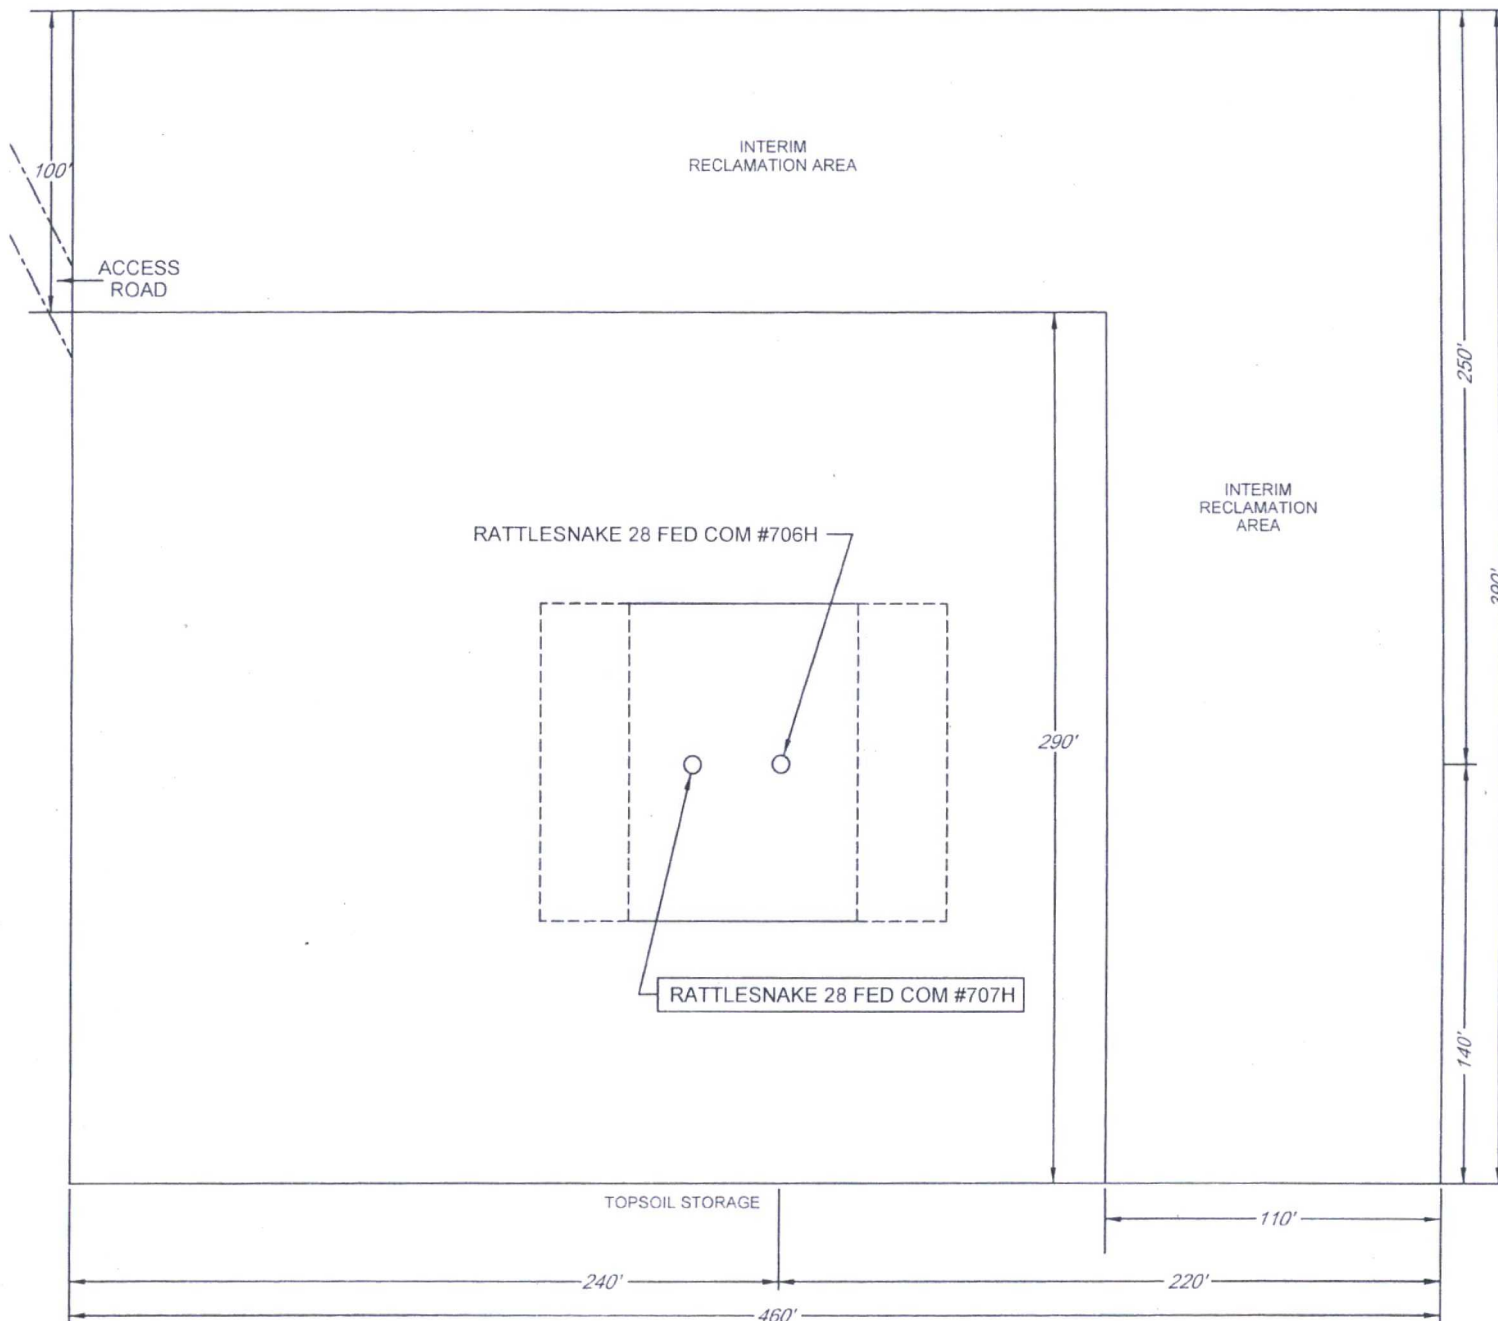 INTERIM
RECLAMATION AREA
100'
ACCESS
ROAD
250'
INTERIM
RECLAMATION
AREA
RATTLESNAKE 28 FED COM #706H
390'
290'
RATTLESNAKE 28 FED COM #707H
140'
TOPSOIL STORAGE
110'
240'
220'
460'